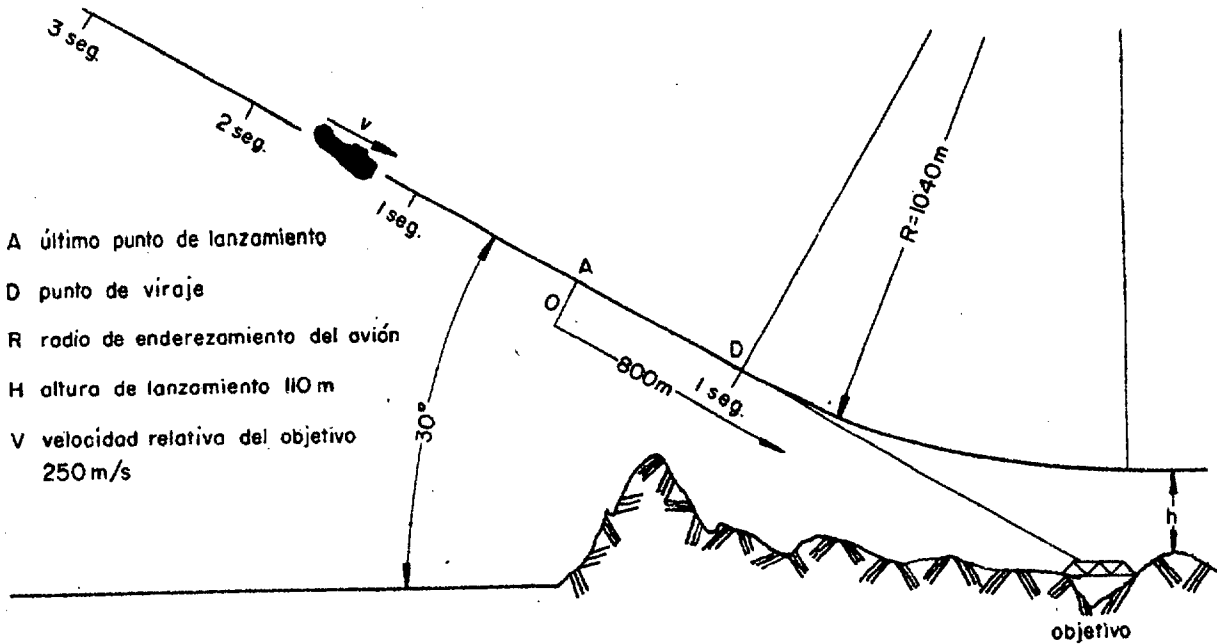 3 seg.
2 seg.
V
1 seg.
A último punto de lanzamiento
D punto de viraje
R radio de enderezamiento del avión
H altura de lanzamiento 110 m
V velocidad relativa del objetivo
250 m/s
A
O
D
800m
1 seg.
R=1040m
30°
h
objetivo